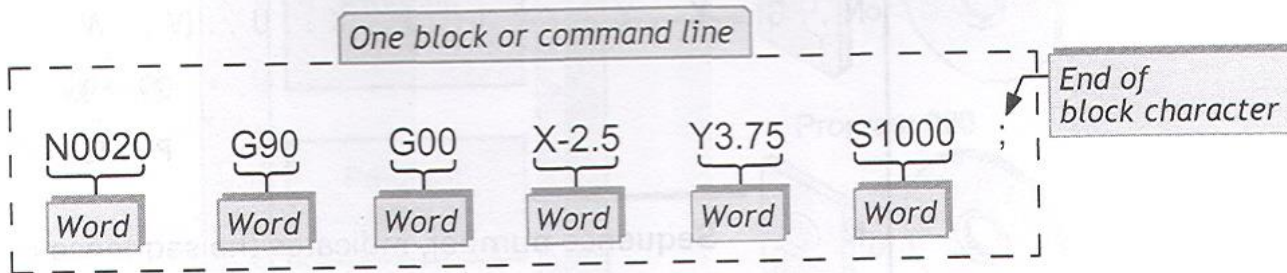 One block or command line
End of
block character
N0020 G90 G00 X-2.5 Y3.75 S1000 ;
Word Word Word Word Word Word